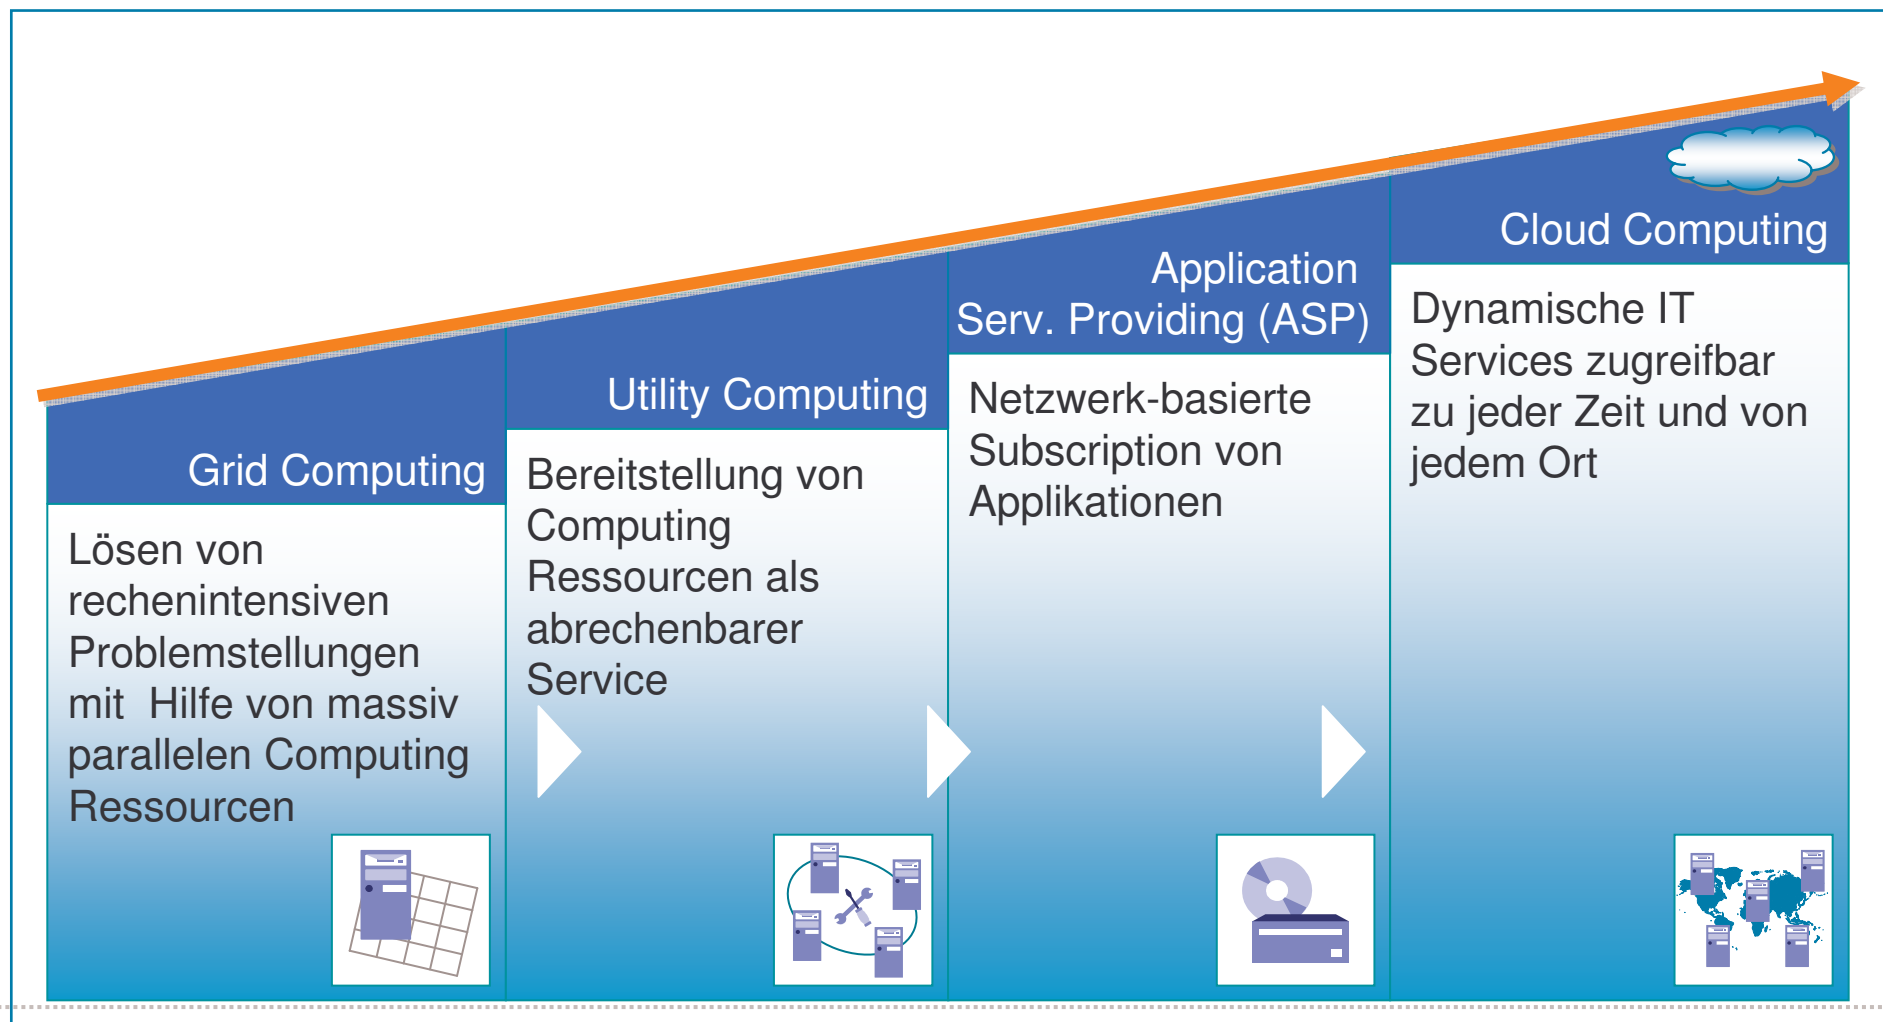 Grid Computing
Lösen von
rechenintensiven
Problemstellungen
mit  Hilfe von massiv
parallelen Computing
Ressourcen
Utility Computing
Bereitstellung von
Computing
Ressourcen als
abrechenbarer
Service
Application
Serv. Providing (ASP)
Netzwerk-basierte
Subscription von
Applikationen
Cloud Computing
Dynamische IT
Services zugreifbar
zu jeder Zeit und von
jedem Ort